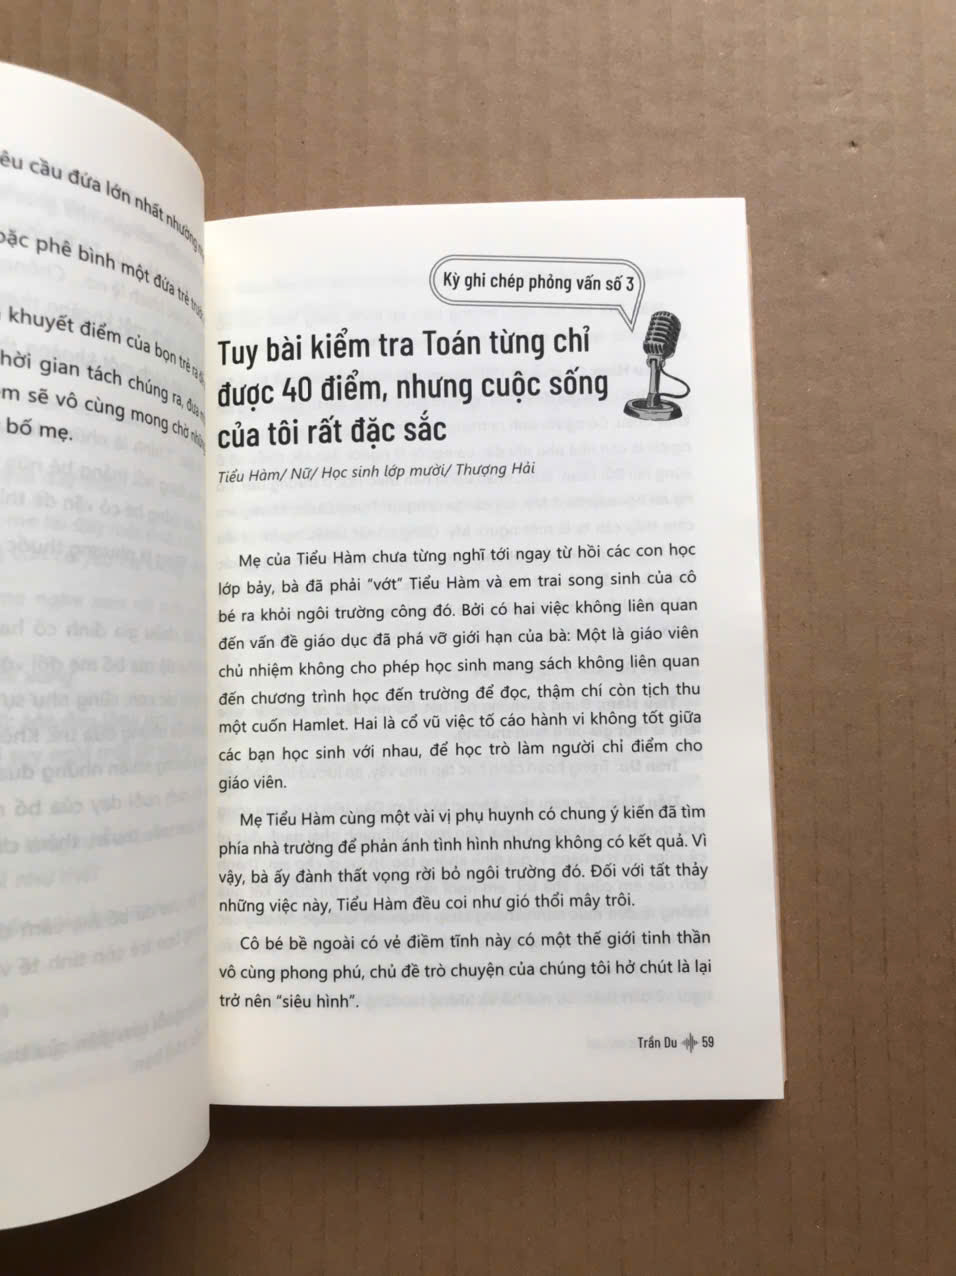 êu cầu đứa lớn nhất nhường
oặc phê bình một đứa trẻ trước
khuyết điểm của bọn trẻ ra
hời gian tách chúng ra, đưa
m sẽ vô cùng mong chờ những
bố mẹ.
Kỳ ghi chép phỏng vấn số 3
Tuy bài kiểm tra Toán từng chỉ
được 40 điểm, nhưng cuộc sống
của tôi rất đặc sắc
Tiểu Hàm/ Nữ/ Học sinh lớp mười/ Thượng Hải
Mẹ của Tiểu Hàm chưa từng nghĩ tới ngay từ hồi các con học
lớp bảy, bà đã phải “vớt” Tiểu Hàm và em trai song sinh của cô
bé ra khỏi ngôi trường công đó. Bởi có hai việc không liên quan
đến vấn đề giáo dục đã phá vỡ giới hạn của bà: Một là giáo viên
chủ nhiệm không cho phép học sinh mang sách không liên quan
đến chương trình học đến trường để đọc, thậm chí còn tịch thu
một cuốn Hamlet. Hai là cổ vũ việc tố cáo hành vi không tốt giữa
các bạn học sinh với nhau, để học trò làm người chỉ điểm cho
giáo viên.
Mẹ Tiểu Hàm cùng một vài vị phụ huynh có chung ý kiến đã tìm
phía nhà trường để phản ánh tình hình nhưng không có kết quả. Vì
vậy, bà ấy đành thất vọng rời bỏ ngôi trường đó. Đối với tất thảy
những việc này, Tiểu Hàm đều coi như gió thổi mây trôi.
Cô bé bề ngoài có vẻ điềm tĩnh này có một thế giới tinh thần
vô cùng phong phú, chủ đề trò chuyện của chúng tôi hở chút là lại
trở nên “siêu hình”.
Trần Du 59